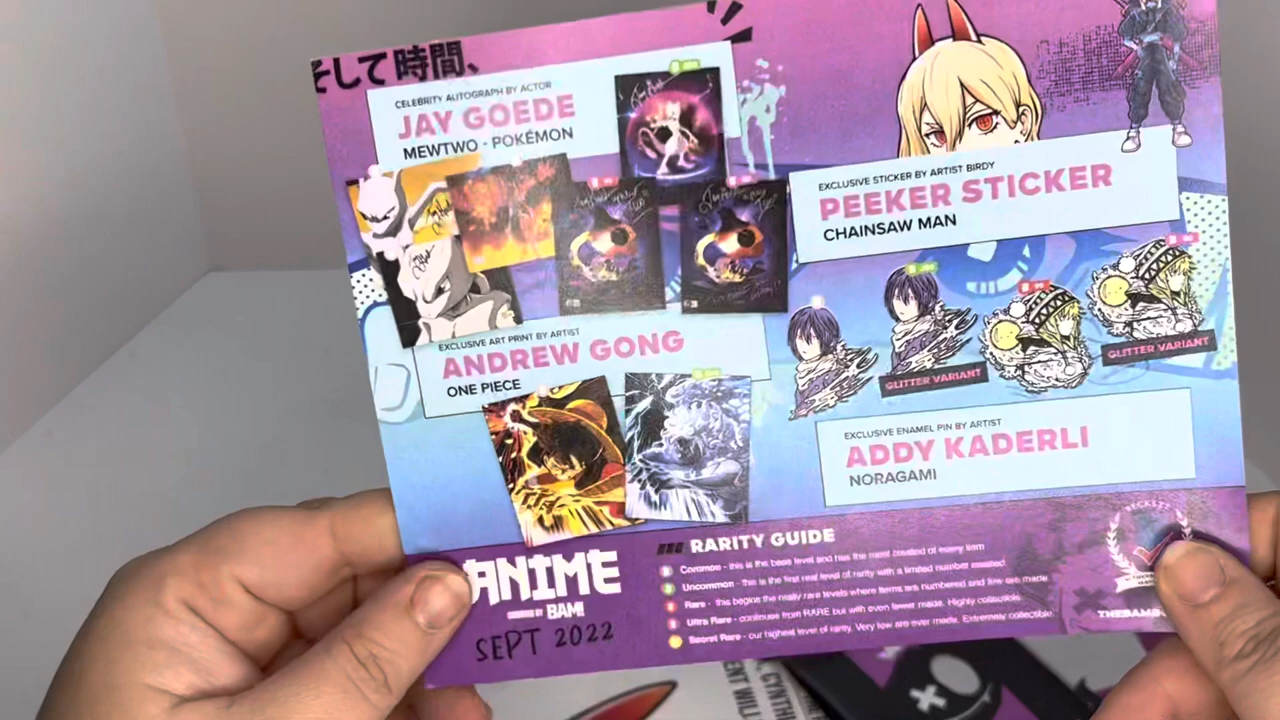 そして時間、
CELEBRITY AUTOGRAPH BY ACTOR
JAY GOEDE
MEWTWO - POKÉMON
EXCLUSIVE STICKER BY ARTIST BIRDY
PEEKER STICKER
CHAINSAW MAN
EXCLUSIVE ART PRINT BY ARTIST
ANDREW GONG
ONE PIECE
GLITTER VARIANT
GLITTER VARIANT
EXCLUSIVE ENAMEL PIN BY ARTIST
ADDY KADERLI
NORAGAMI
ANIME
BAM!
SEPT 2022
RARITY GUIDE
Common - this is the base level and has the most created of every item
Uncommon - this is the first real level of rarity with a limited number created
Rare - this begins the really rare levels where items are numbered and few are made
Ultra Rare - continues from RARE but with even fewer made. Highly collectible.
Secret Rare - our highest level of rarity. Very low are ever made. Extremely collectible.
BECKETT
THEBAMB